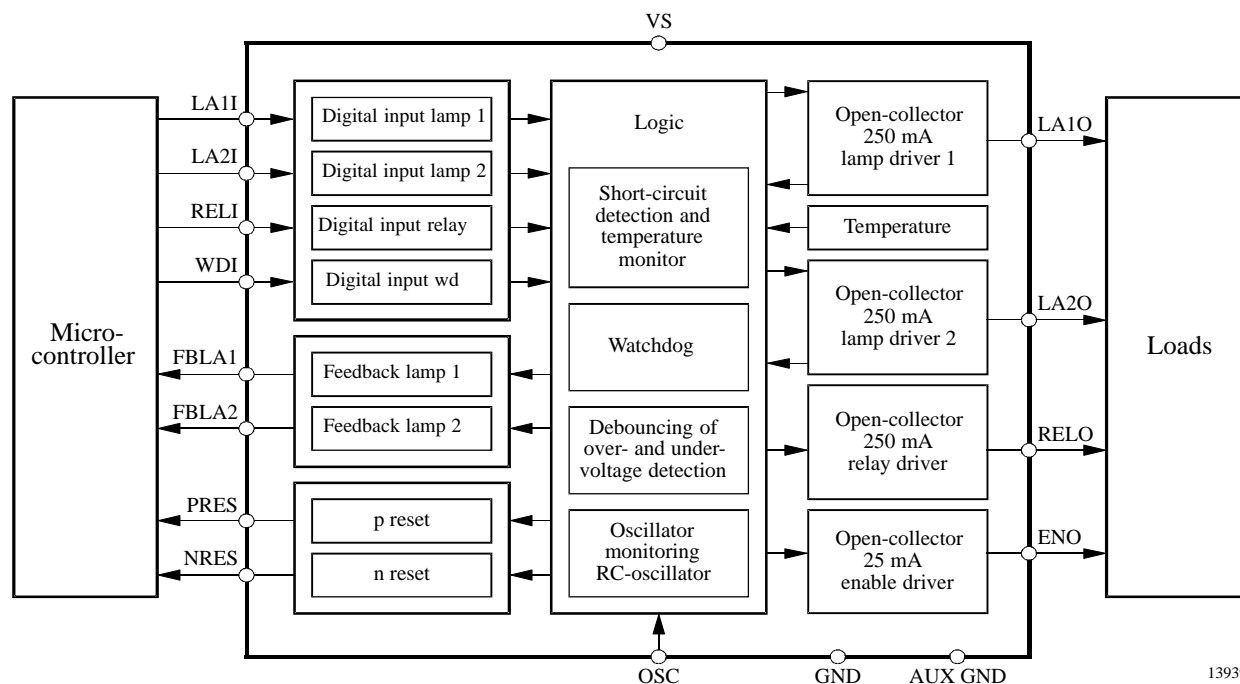 VS
Micro-
controller
LA1I
LA2I
RELI
WDI
FBLA1
FBLA2
PRES
NRES
Digital input lamp 1
Digital input lamp 2
Digital input relay
Digital input wd
Feedback lamp 1
Feedback lamp 2
p reset
n reset
Logic
Short-circuit
detection and
temperature
monitor
Watchdog
Debouncing of
over- and under-
voltage detection
Oscillator
monitoring
RC-oscillator
Open-collector
250 mA
lamp driver 1
Temperature
Open-collector
250 mA
lamp driver 2
Open-collector
250 mA
relay driver
Open-collector
25 mA
enable driver
LA1O
LA2O
RELO
ENO
Loads
OSC
GND
AUX GND